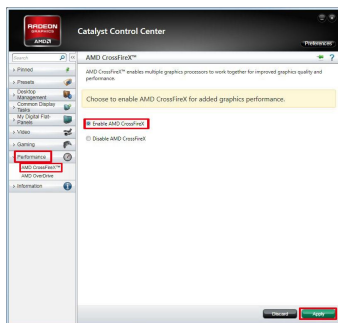 RADEON
GRAPHICS
AMD
Catalyst Control Center
Preferences
Search
AMD CrossFireX™
Pinned
Presets
Desktop
Management
Common Display
Tasks
My Digital Flat-
Panels
Video
Gaming
Performance
AMD CrossFireX™
AMD OverDrive
Information
AMD CrossFireX™ enables multiple graphics processors to work together for improved graphics quality and
performance.
Choose to enable AMD CrossFireX for added graphics performance.
Enable AMD CrossFireX
Disable AMD CrossFireX
Discard
Apply